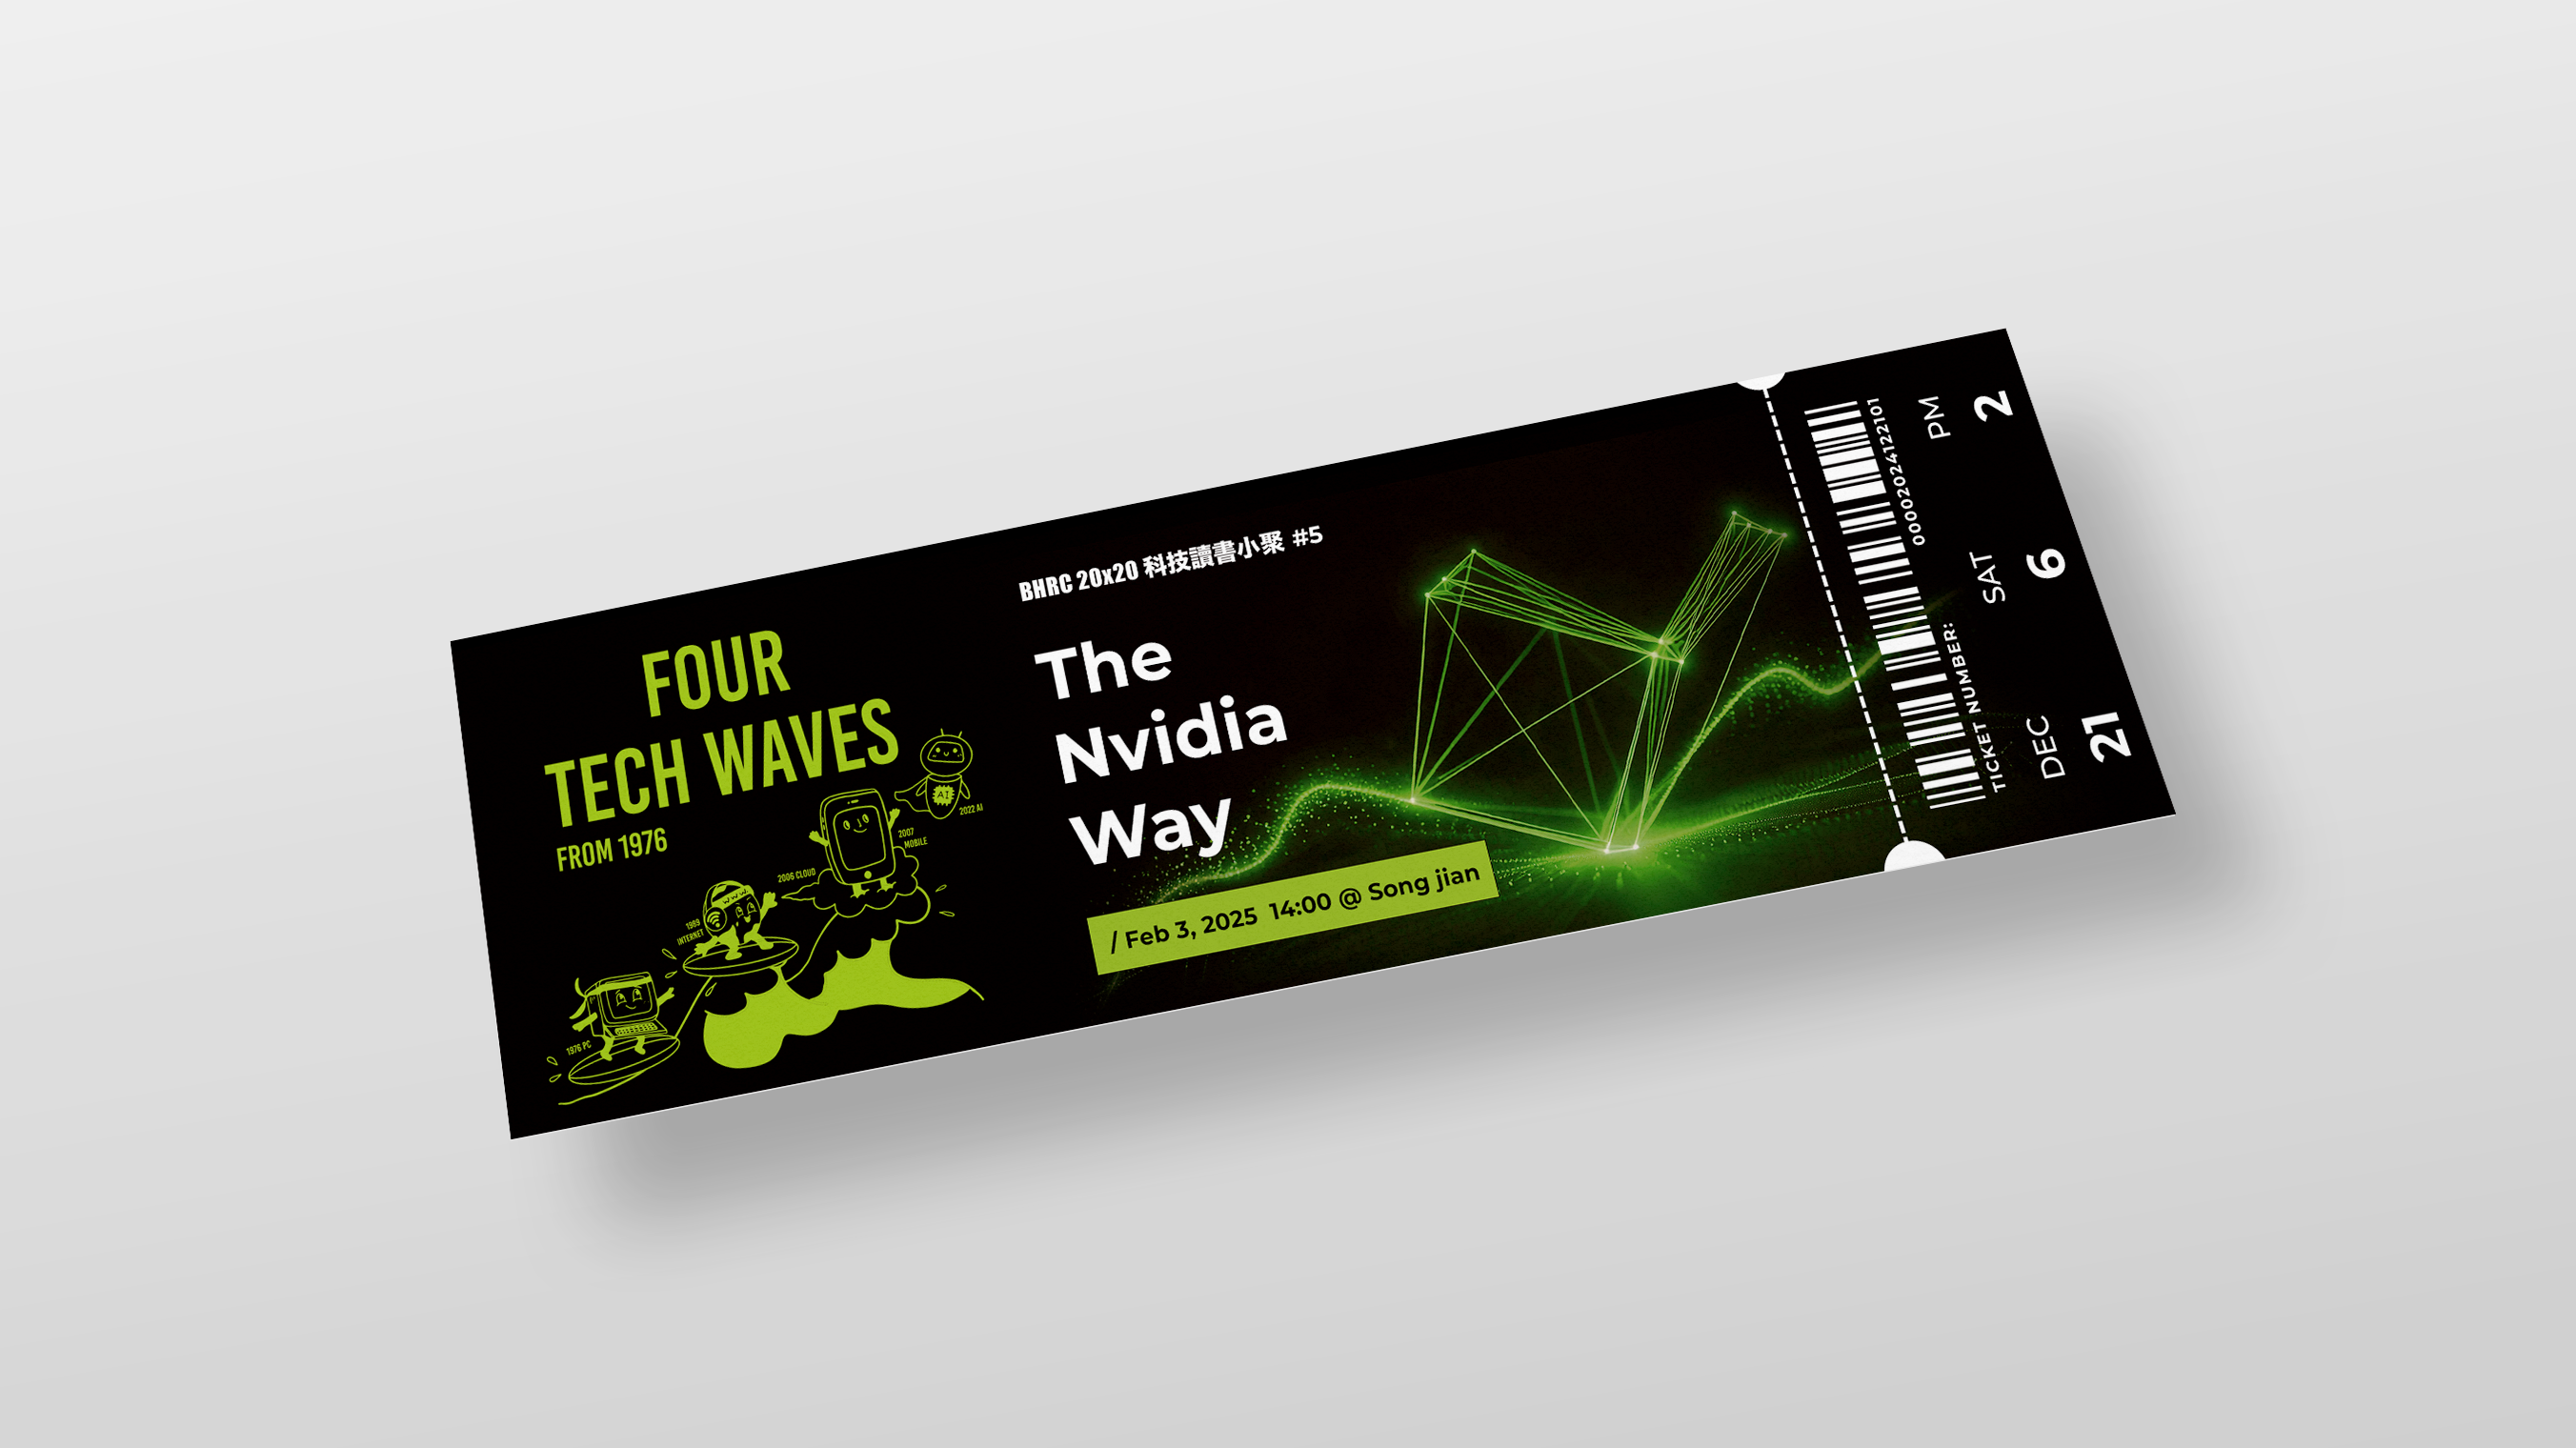 FOUR
TECH WAVES
FROM 1976
1976 PC
1989
INTERNET
2006 CLOUD
2007
MOBILE
AI
2022 AI
BHRC 20x20 科技讀書小聚 #5
The
Nvidia
Way
/ Feb 3, 2025 14:00 @ Song jian
TICKET NUMBER: 000020241222101
DEC SAT PM
21 6 2